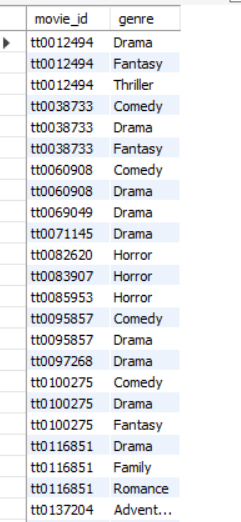 movie_id genre
tt0012494 Drama
tt0012494 Fantasy
tt0012494 Thriller
tt0038733 Comedy
tt0038733 Drama
tt0038733 Fantasy
tt0060908 Comedy
tt0060908 Drama
tt0069049 Drama
tt0071145 Drama
tt0082620 Horror
tt0083907 Horror
tt0085953 Horror
tt0095857 Comedy
tt0095857 Drama
tt0097268 Drama
tt0100275 Comedy
tt0100275 Drama
tt0100275 Fantasy
tt0116851 Drama
tt0116851 Family
tt0116851 Romance
tt0137204 Advent...